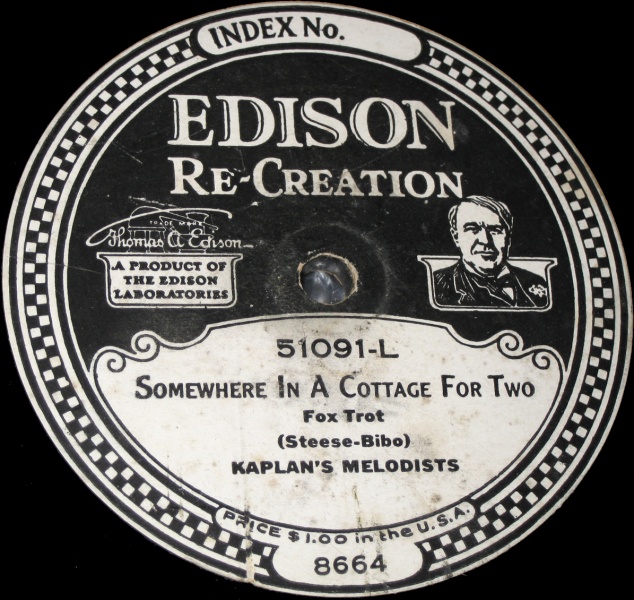 INDEX No.
EDISON
RE-CREATION
TRADE MARK
Thomas A Edison
A PRODUCT OF
THE EDISON
LABORATORIES
51091-L
SOMEWHERE IN A COTTAGE FOR TWO
Fox Trot
(Steese-Bibo)
KAPLAN'S MELODISTS
PRICE $1.00 in the U.S.A.
8664